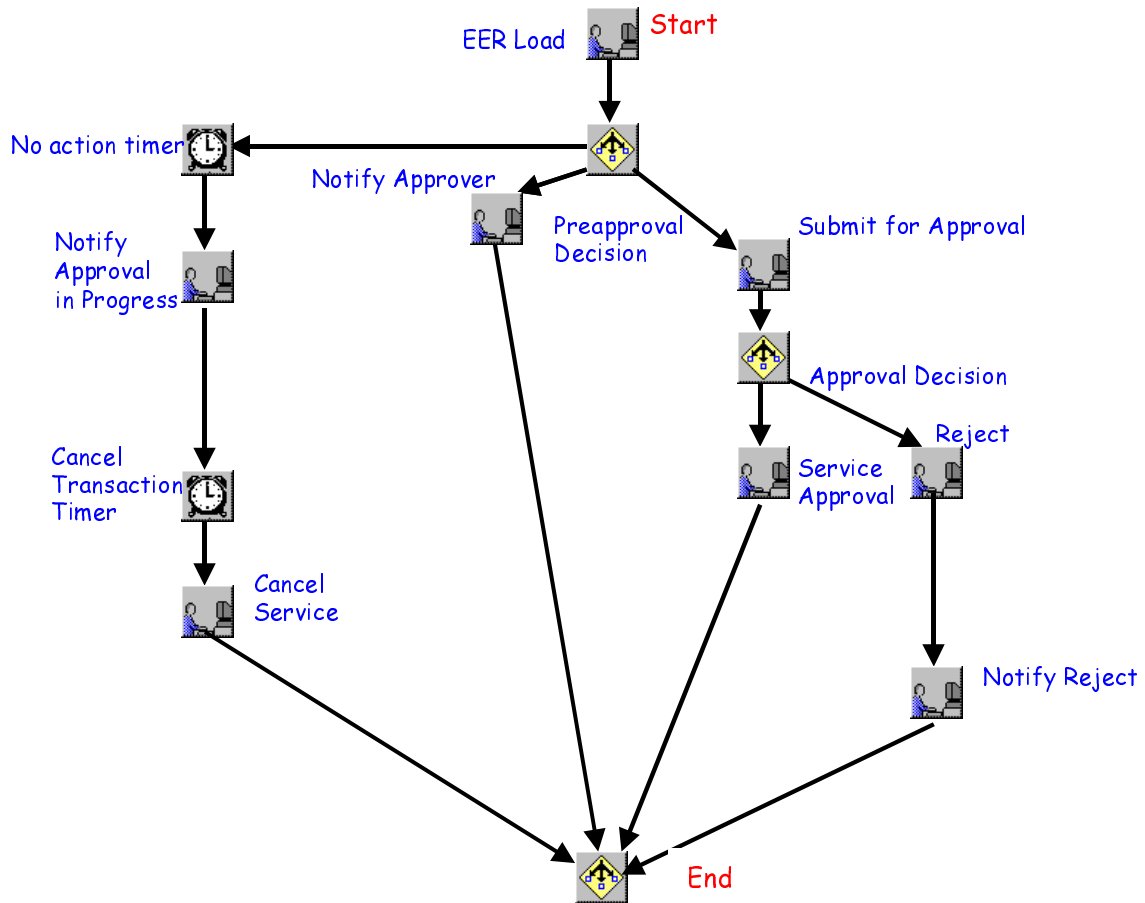 Start
EER Load
No action timer
Notify Approver
Preapproval
Decision
Submit for Approval
Notify
Approval
in Progress
Approval Decision
Reject
Cancel
Transaction
Timer
Service
Approval
Cancel
Service
Notify Reject
End